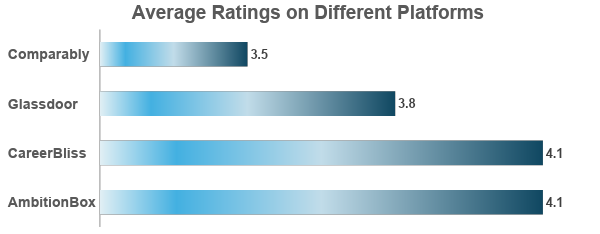 Average Ratings on Different Platforms
Comparably 3.5
Glassdoor 3.8
CareerBliss 4.1
AmbitionBox 4.1